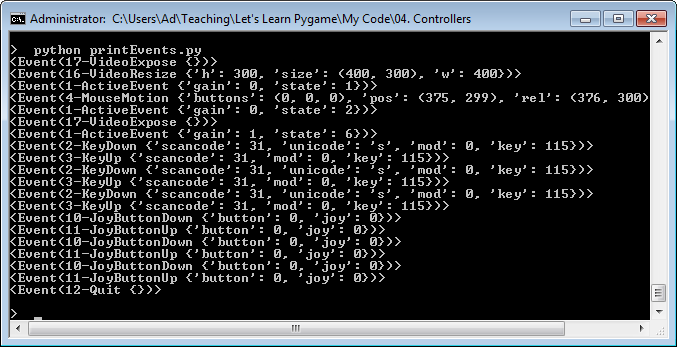 Administrator:  C:\Users\Ad\Teaching\Let's Learn Pygame\My Code\04. Controllers
>  python printEvents.py
<Event(17-VideoExpose {})>
<Event(16-VideoResize {'h': 300, 'size': (400, 300), 'w': 400})>
<Event(1-ActiveEvent {'gain': 0, 'state': 1})>
<Event(4-MouseMotion {'buttons': (0, 0, 0), 'pos': (375, 299), 'rel': (376, 300)
<Event(1-ActiveEvent {'gain': 0, 'state': 2})>
<Event(17-VideoExpose {})>
<Event(1-ActiveEvent {'gain': 1, 'state': 6})>
<Event(2-KeyDown {'scancode': 31, 'unicode': 's', 'mod': 0, 'key': 115})>
<Event(3-KeyUp {'scancode': 31, 'mod': 0, 'key': 115})>
<Event(2-KeyDown {'scancode': 31, 'unicode': 's', 'mod': 0, 'key': 115})>
<Event(3-KeyUp {'scancode': 31, 'mod': 0, 'key': 115})>
<Event(2-KeyDown {'scancode': 31, 'unicode': 's', 'mod': 0, 'key': 115})>
<Event(3-KeyUp {'scancode': 31, 'mod': 0, 'key': 115})>
<Event(10-JoyButtonDown {'button': 0, 'joy': 0})>
<Event(11-JoyButtonUp {'button': 0, 'joy': 0})>
<Event(10-JoyButtonDown {'button': 0, 'joy': 0})>
<Event(11-JoyButtonUp {'button': 0, 'joy': 0})>
<Event(10-JoyButtonDown {'button': 0, 'joy': 0})>
<Event(11-JoyButtonUp {'button': 0, 'joy': 0})>
<Event(12-Quit {})>
>  _